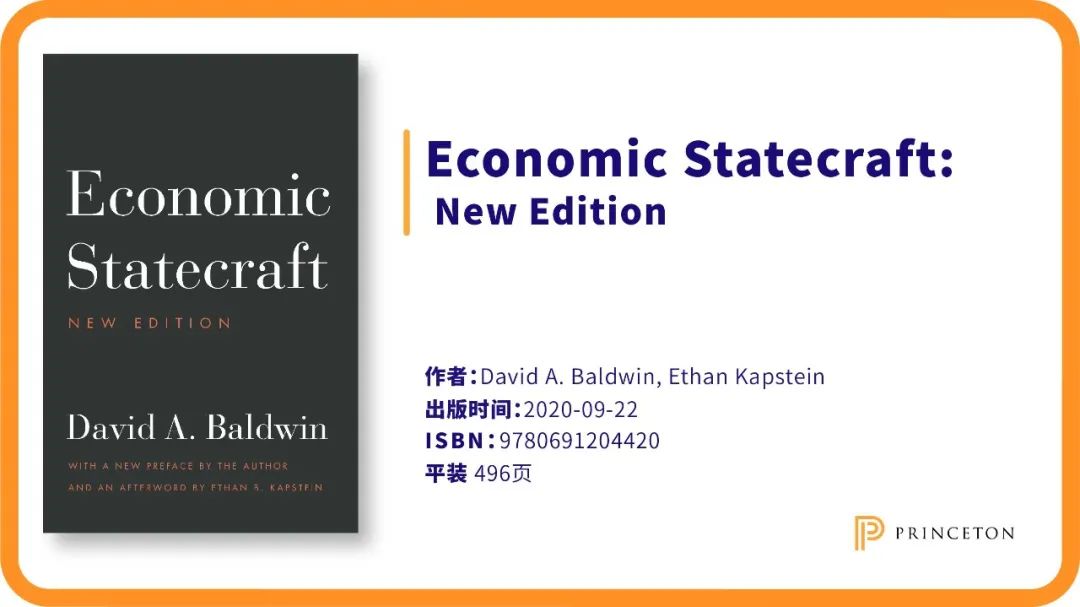 Economic
Statecraft
NEW EDITION
David A. Baldwin
WITH A NEW PREFACE BY THE AUTHOR
AND AN AFTERWORD BY ETHAN B. KAPSTEIN
Economic Statecraft:
New Edition
作者：David A. Baldwin, Ethan Kapstein
出版时间：2020-09-22
ISBN：9780691204420
平装 496页
PRINCETON